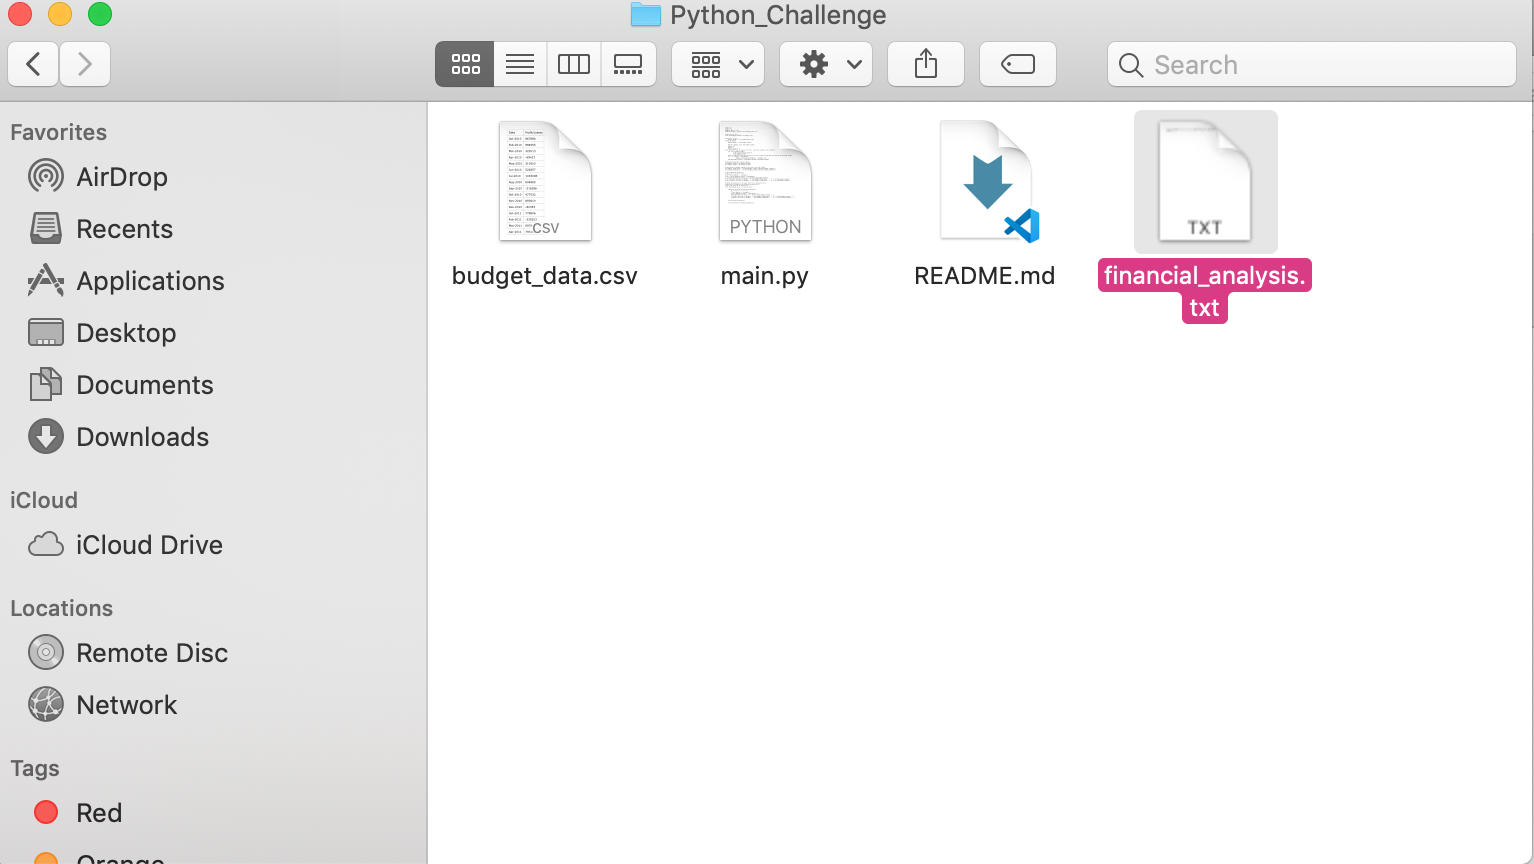 Python_Challenge
Search
Favorites
AirDrop
Recents
Applications
Desktop
Documents
Downloads
iCloud
iCloud Drive
Locations
Remote Disc
Network
Tags
Red
Orange
CSV
budget_data.csv
PYTHON
main.py
README.md
TXT
financial_analysis.
txt